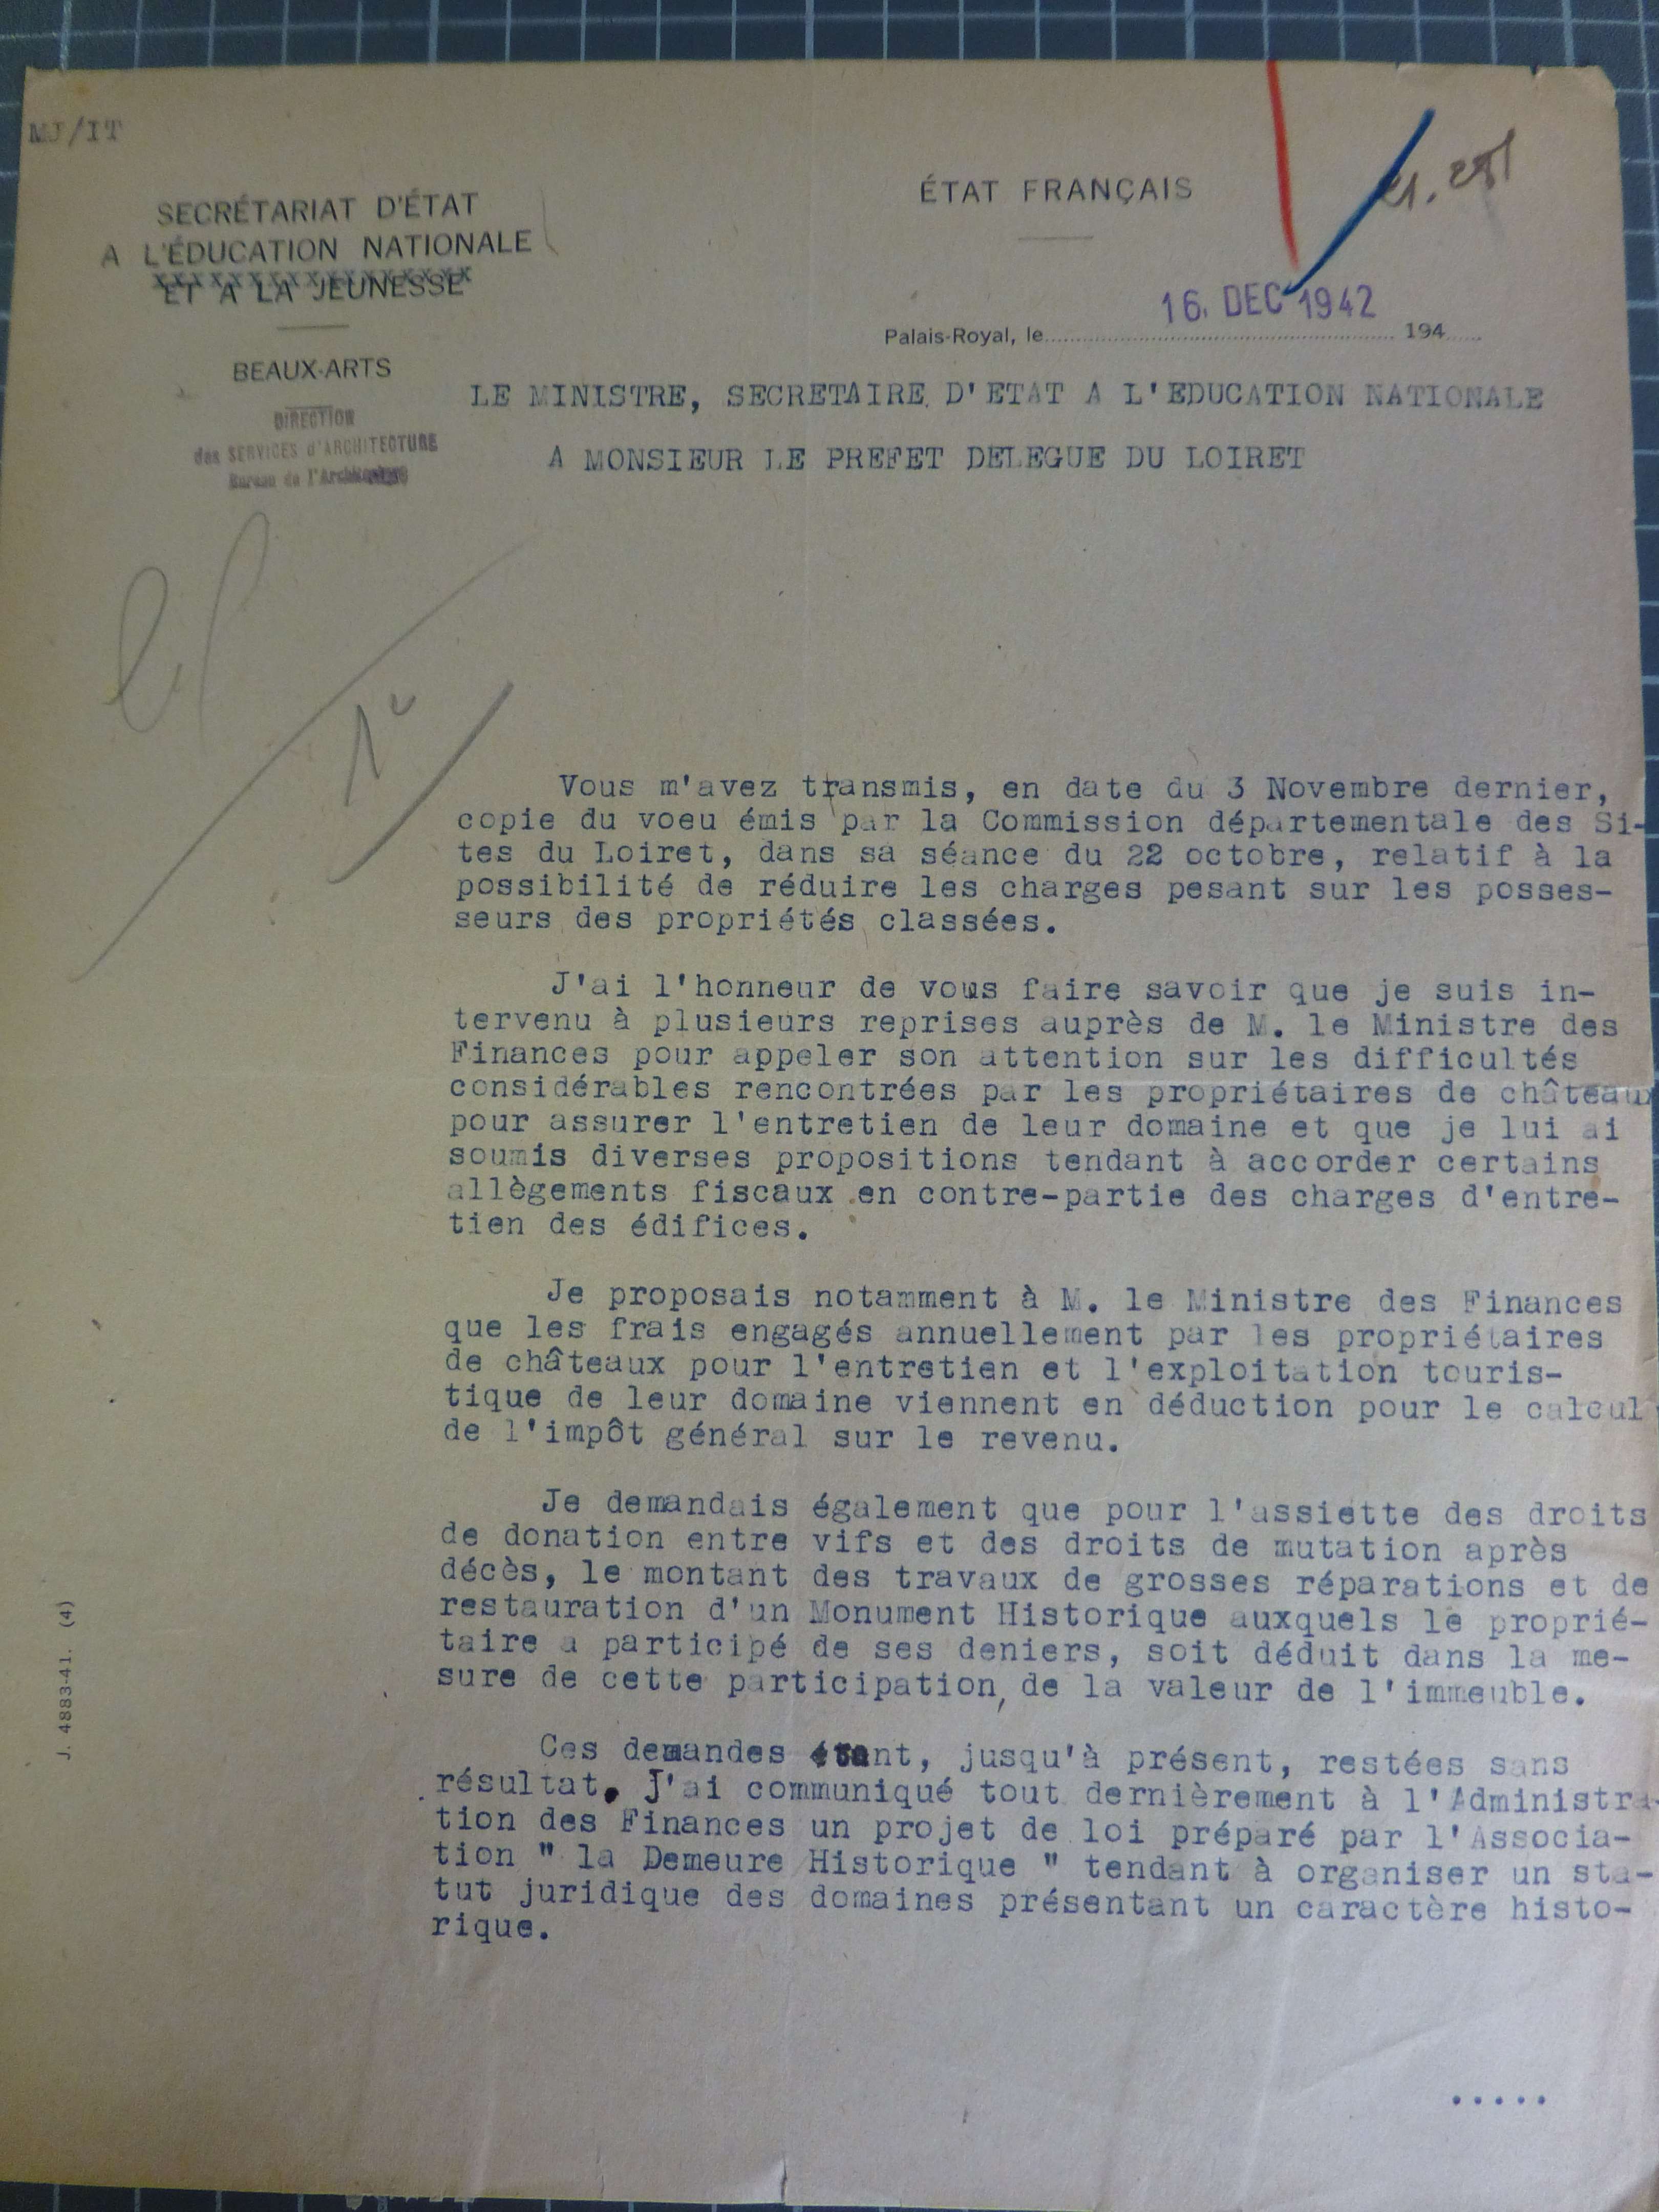 MJ/IT
SECRÉTARIAT D'ÉTAT
A L'ÉDUCATION NATIONALE
ET A LA JEUNESSE
BEAUX-ARTS
DIRECTION
des SERVICES d'ARCHITECTURE
Bureau de l'Architecture
ÉTAT FRANÇAIS
16. DEC 1942
Palais-Royal, le 194
LE MINISTRE, SECRETAIRE D'ETAT A L'EDUCATION NATIONALE
A MONSIEUR LE PREFET DELEGUE DU LOIRET
Vous m'avez transmis, en date du 3 Novembre dernier,
copie du voeu émis par la Commission départementale des Si-
tes du Loiret, dans sa séance du 22 octobre, relatif à la
possibilité de réduire les charges pesant sur les posses-
seurs des propriétés classées.
J'ai l'honneur de vous faire savoir que je suis in-
tervenu à plusieurs reprises auprès de M. le Ministre des
Finances pour appeler son attention sur les difficultés
considérables rencontrées par les propriétaires de châteaux
pour assurer l'entretien de leur domaine et que je lui ai
soumis diverses propositions tendant à accorder certains
allègements fiscaux en contre-partie des charges d'entre-
tien des édifices.
Je proposais notamment à M. le Ministre des Finances
que les frais engagés annuellement par les propriétaires
de châteaux pour l'entretien et l'exploitation touris-
tique de leur domaine viennent en déduction pour le calcul
de l'impôt général sur le revenu.
Je demandais également que pour l'assiette des droits
de donation entre vifs et des droits de mutation après
décès, le montant des travaux de grosses réparations et de
restauration d'un Monument Historique auxquels le proprié-
taire a participé de ses deniers, soit déduit dans la me-
sure de cette participation, de la valeur de l'immeuble.
Ces demandes étant, jusqu'à présent, restées sans
résultat. J'ai communiqué tout dernièrement à l'Administra-
tion des Finances un projet de loi préparé par l'Associa-
tion " la Demeure Historique " tendant à organiser un sta-
tut juridique des domaines présentant un caractère histo-
rique.
.....
J. 4883-41. (4)